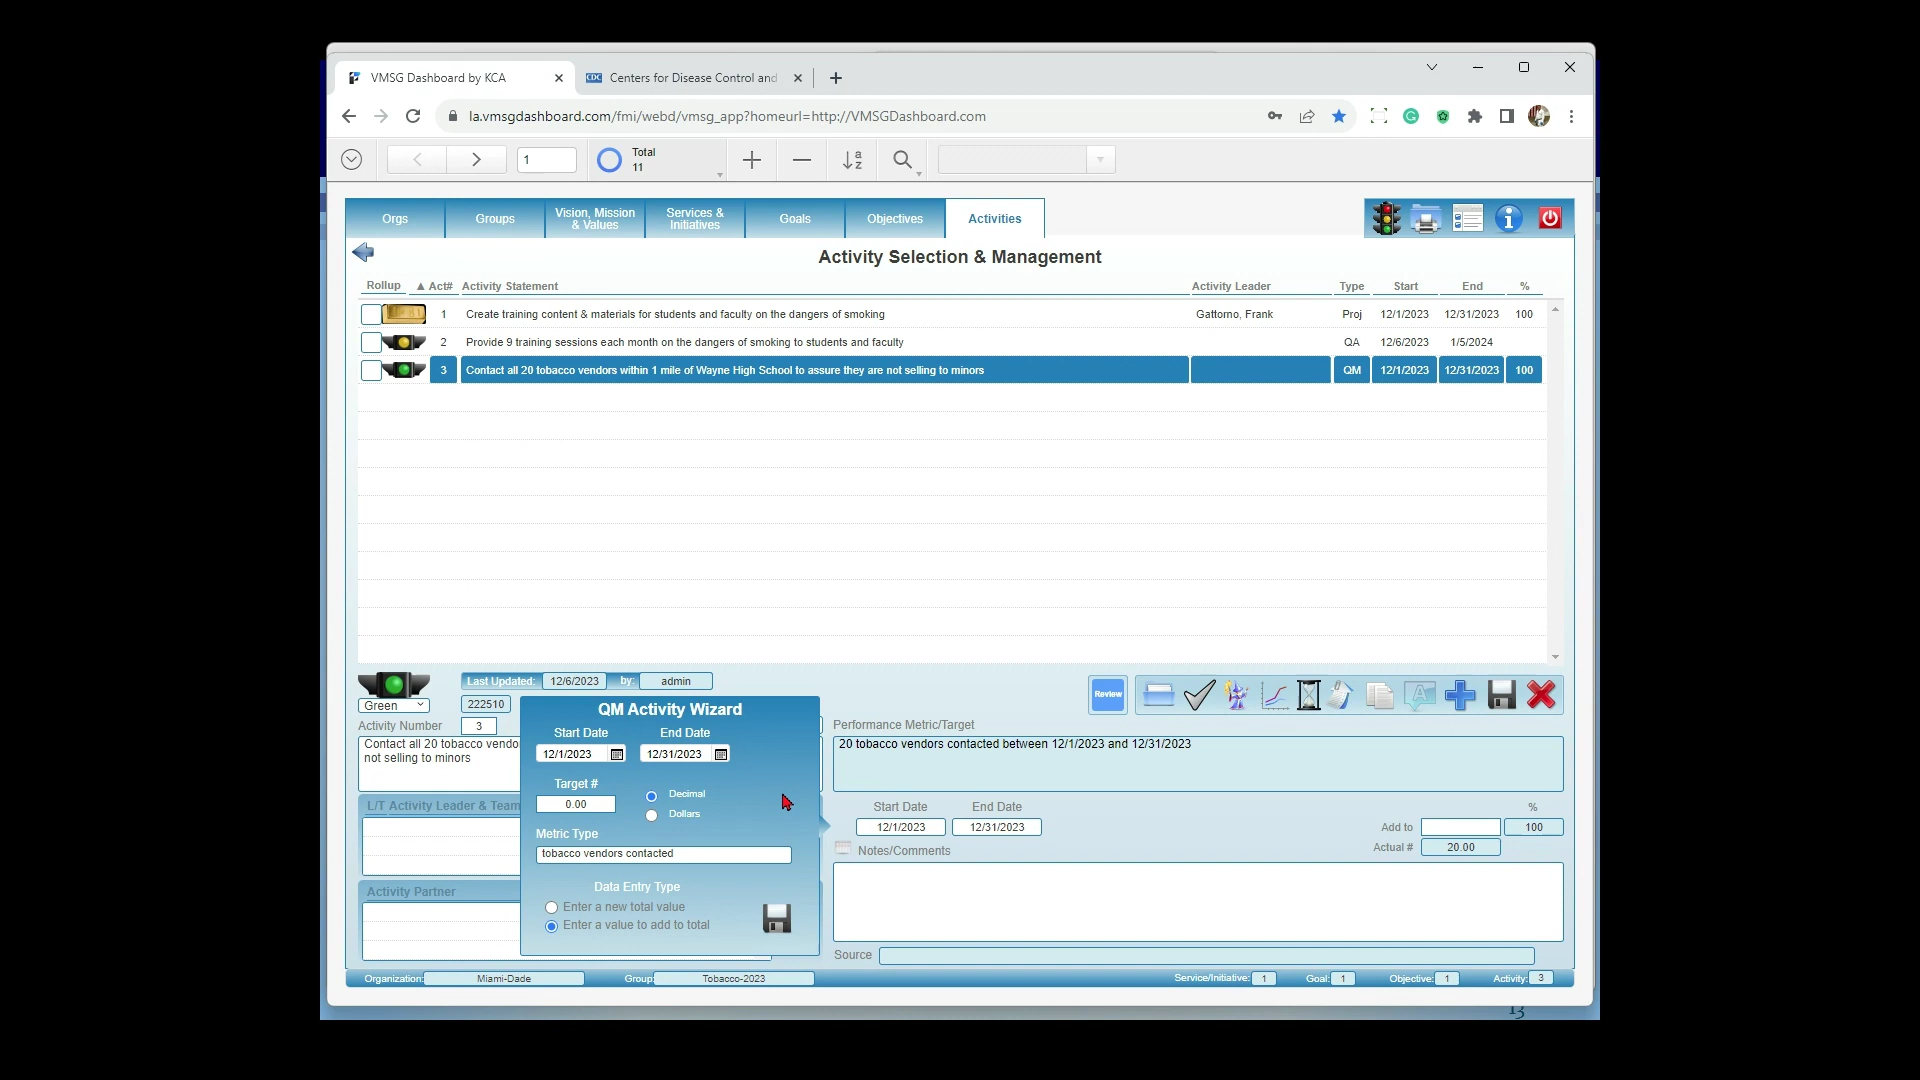 VMSG Dashboard by KCA
CDC Centers for Disease Control and
la.vmsgdashboard.com/fmi/webd/vmsg_app?homeurl=http://VMSGDashboard.com
1
Total
11
Orgs
Groups
Vision, Mission
& Values
Services &
Initiatives
Goals
Objectives
Activities
Activity Selection & Management
Rollup ▲ Act# Activity Statement Activity Leader Type Start End %
1 Create training content & materials for students and faculty on the dangers of smoking Gattorno, Frank Proj 12/1/2023 12/31/2023 100
2 Provide 9 training sessions each month on the dangers of smoking to students and faculty QA 12/6/2023 1/5/2024
3 Contact all 20 tobacco vendors within 1 mile of Wayne High School to assure they are not selling to minors QM 12/1/2023 12/31/2023 100
Last Updated: 12/6/2023 by: admin
Green
222510
Review
Activity Number 3
Contact all 20 tobacco vendo
not selling to minors
L/T Activity Leader & Team
Activity Partner
QM Activity Wizard
Start Date End Date
12/1/2023 12/31/2023
Target #
0.00
Decimal
Dollars
Metric Type
tobacco vendors contacted
Data Entry Type
Enter a new total value
Enter a value to add to total
Performance Metric/Target
20 tobacco vendors contacted between 12/1/2023 and 12/31/2023
Start Date End Date %
12/1/2023 12/31/2023 Add to 100
Actual # 20.00
Notes/Comments
Source
Organization: Miami-Dade Group: Tobacco-2023 Service/Initiative: 1 Goal: 1 Objective: 1 Activity: 3
13